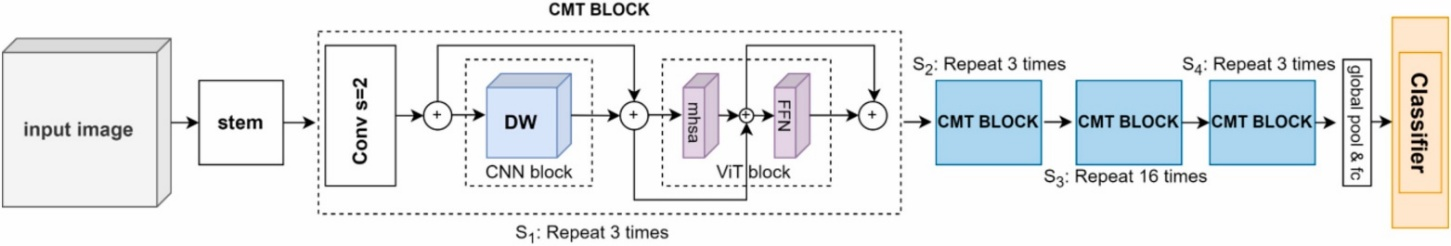 CMT BLOCK
input image
stem
Conv s=2
+
DW
CNN block
+
mhsa
+
FFN
ViT block
+
S1: Repeat 3 times
S2: Repeat 3 times
CMT BLOCK
CMT BLOCK
S3: Repeat 16 times
S4: Repeat 3 times
CMT BLOCK
global pool & fc
Classifier